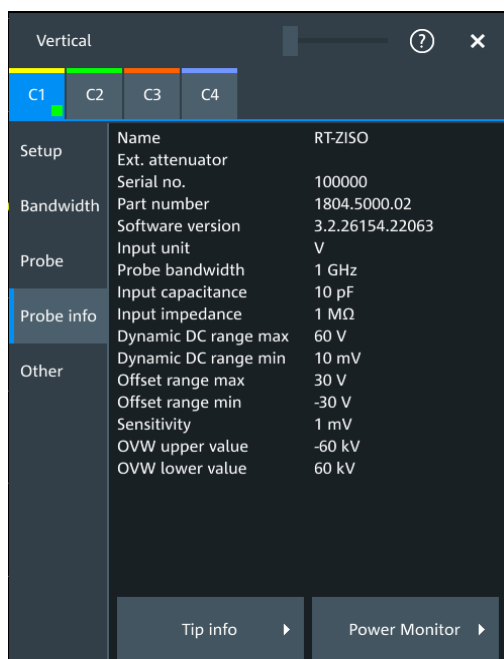 Vertical
?
C1 C2 C3 C4
Setup
Bandwidth
Probe
Probe info
Other
Name RT-ZISO
Ext. attenuator
Serial no. 100000
Part number 1804.5000.02
Software version 3.2.26154.22063
Input unit V
Probe bandwidth 1 GHz
Input capacitance 10 pF
Input impedance 1 MΩ
Dynamic DC range max 60 V
Dynamic DC range min 10 mV
Offset range max 30 V
Offset range min -30 V
Sensitivity 1 mV
OVW upper value -60 kV
OVW lower value 60 kV
Tip info
Power Monitor